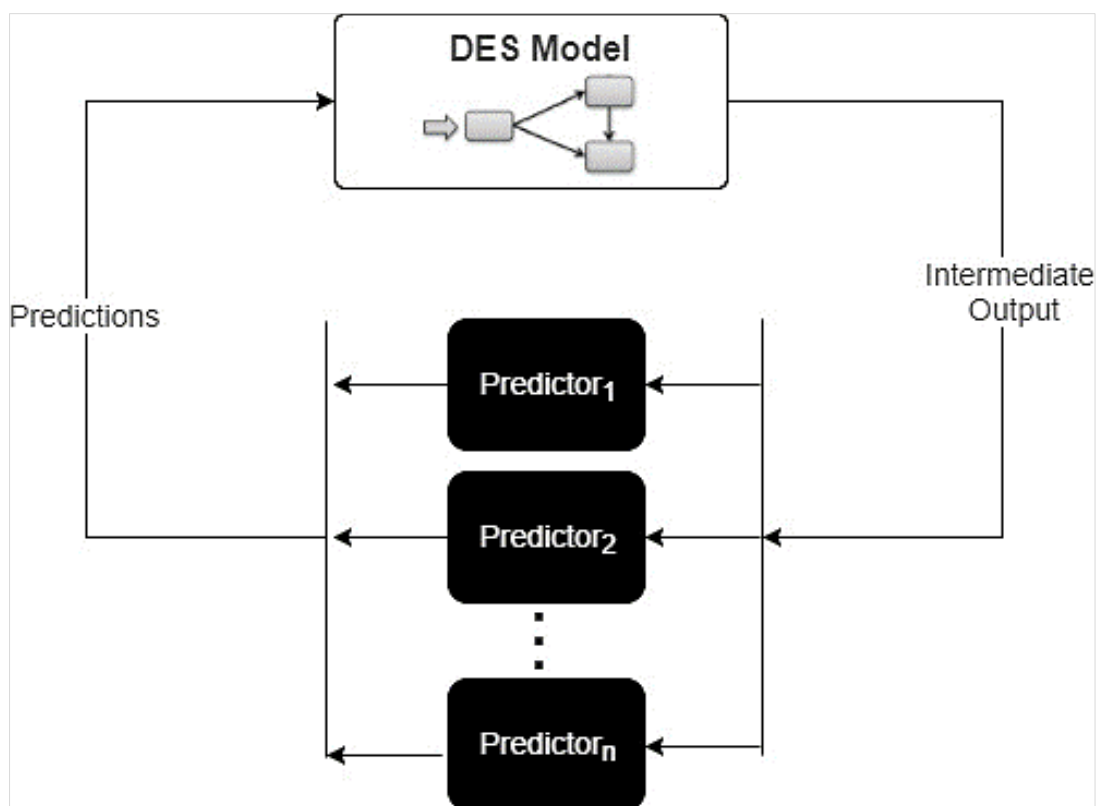 DES Model
Predictions
Intermediate
Output
Predictor1
Predictor2
Predictorn